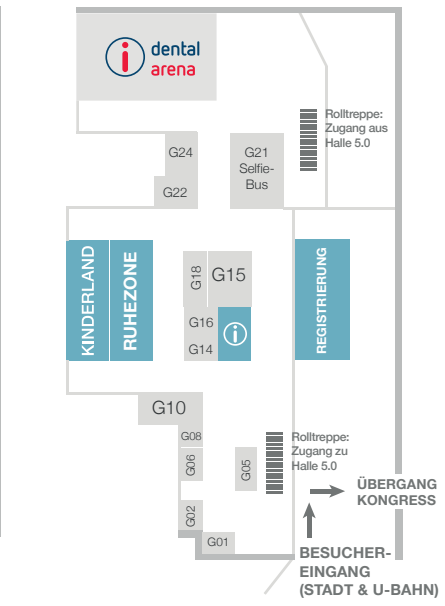 i dental
arena
Rolltreppe:
Zugang aus
Halle 5.0
G24
G21
Selfie-
Bus
G22
KINDERLAND
RUHEZONE
G18
G15
REGISTRIERUNG
G16
i
G14
G10
G08
Rolltreppe:
Zugang zu
Halle 5.0
G06
G05
ÜBERGANG
KONGRESS
G02
G01
BESUCHER-
EINGANG
(STADT & U-BAHN)